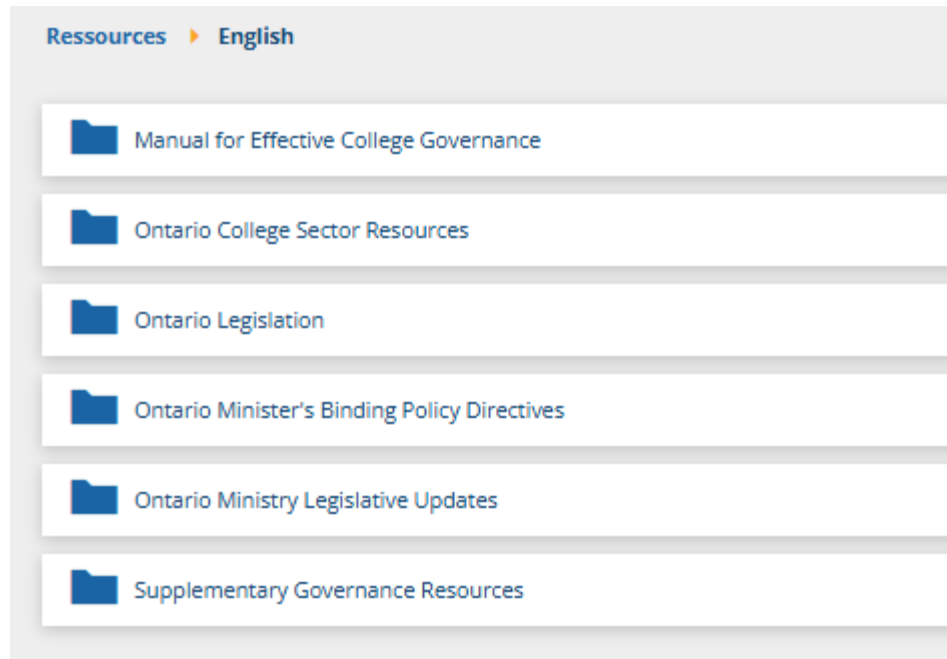 Ressources English
Manual for Effective College Governance
Ontario College Sector Resources
Ontario Legislation
Ontario Minister's Binding Policy Directives
Ontario Ministry Legislative Updates
Supplementary Governance Resources